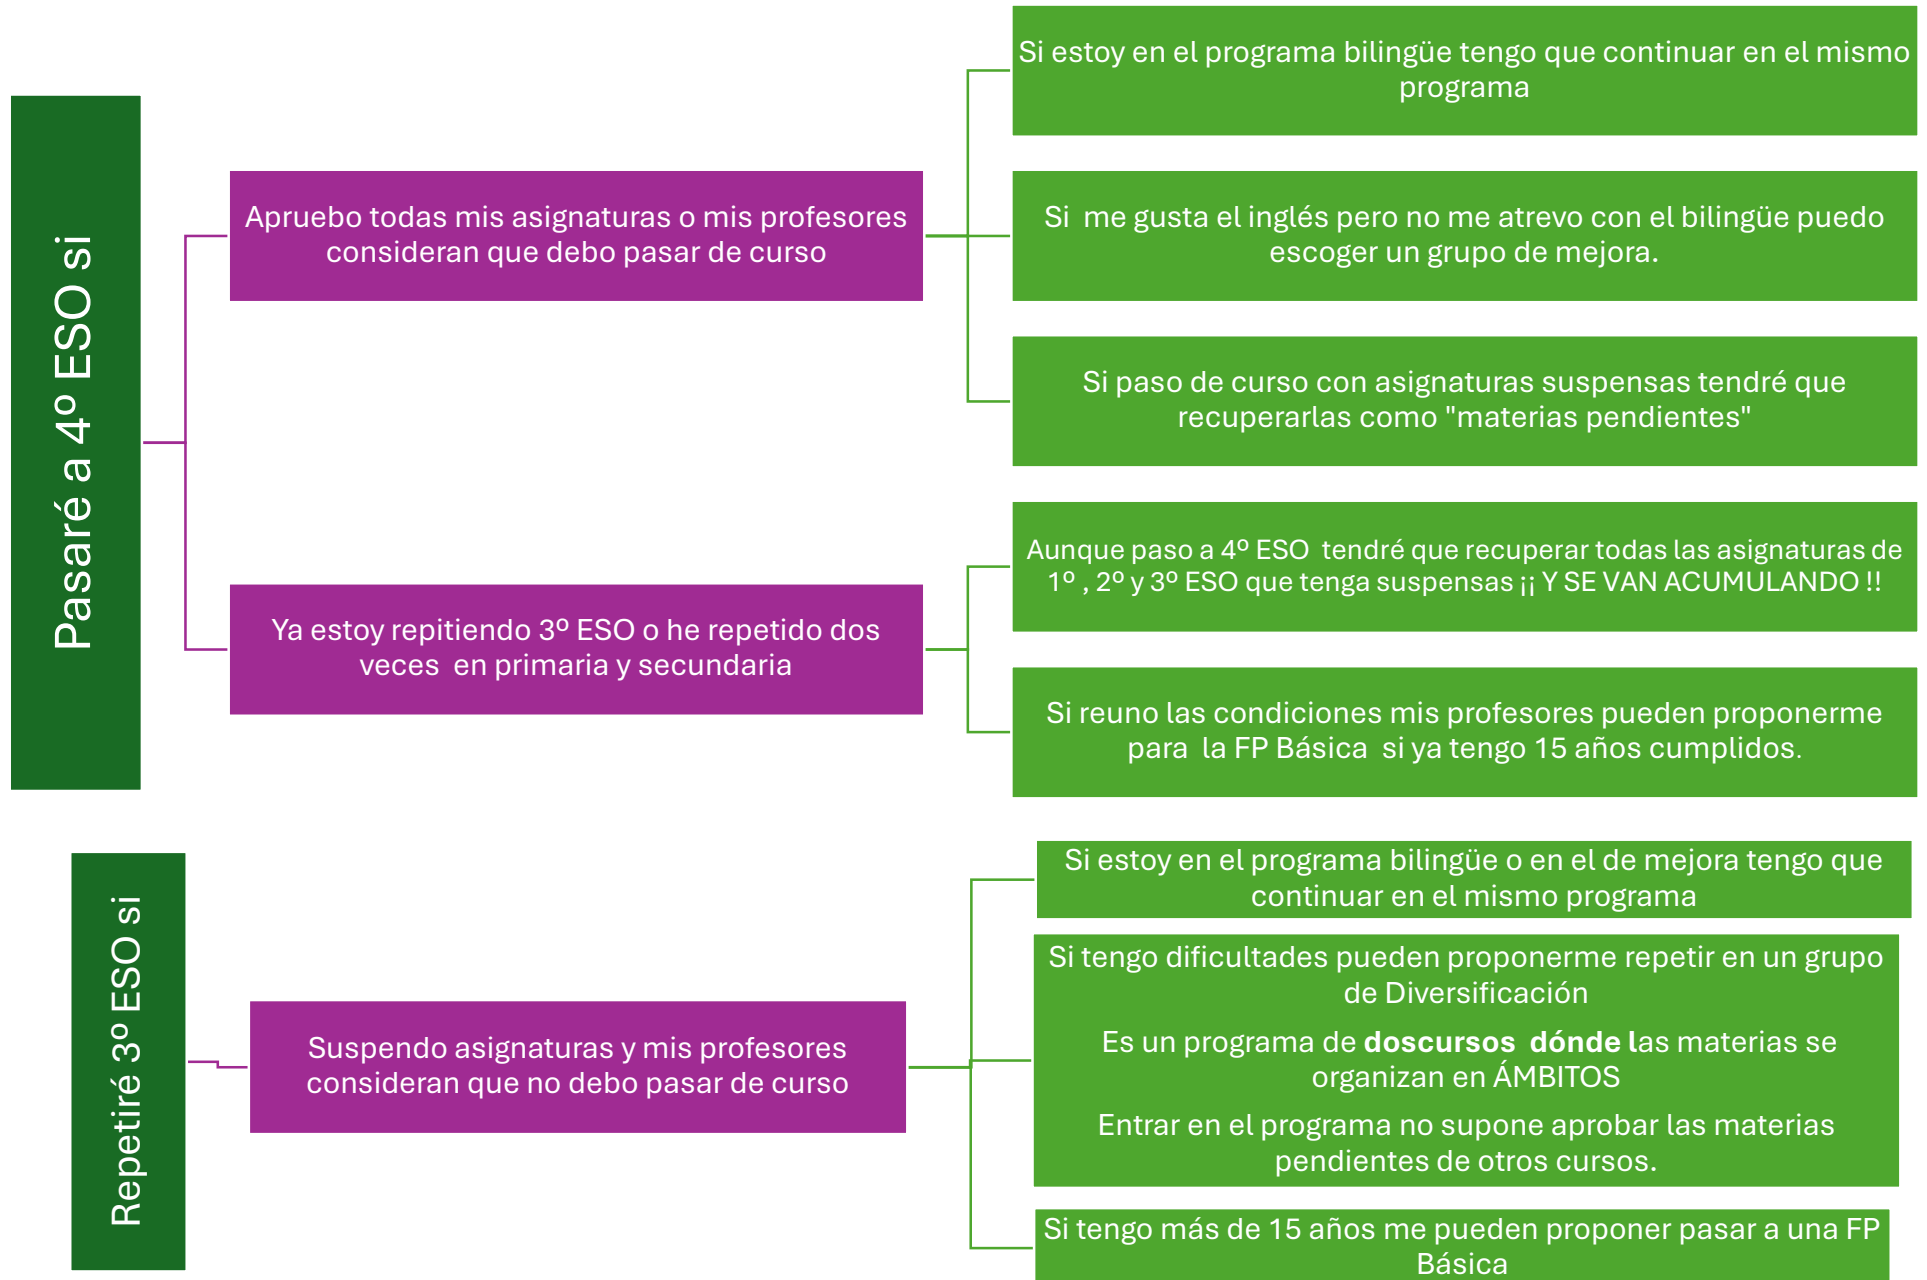 Pasaré a 4º ESO si
Apruebo todas mis asignaturas o mis profesores
consideran que debo pasar de curso
Si estoy en el programa bilingüe tengo que continuar en el mismo
programa
Si  me gusta el inglés pero no me atrevo con el bilingüe puedo
escoger un grupo de mejora.
Si paso de curso con asignaturas suspensas tendré que
recuperarlas como "materias pendientes"
Ya estoy repitiendo 3º ESO o he repetido dos
veces  en primaria y secundaria
Aunque paso a 4º ESO  tendré que recuperar todas las asignaturas de
1º , 2º y 3º ESO que tenga suspensas ¡¡ Y SE VAN ACUMULANDO !!
Si reuno las condiciones mis profesores pueden proponerme
para  la FP Básica  si ya tengo 15 años cumplidos.
Repetiré 3º ESO si
Suspendo asignaturas y mis profesores
consideran que no debo pasar de curso
Si estoy en el programa bilingüe o en el de mejora tengo que
continuar en el mismo programa
Si tengo dificultades pueden proponerme repetir en un grupo
de Diversificación
Es un programa de doscursos  dónde las materias se
organizan en ÁMBITOS
Entrar en el programa no supone aprobar las materias
pendientes de otros cursos.
Si tengo más de 15 años me pueden proponer pasar a una FP
Básica